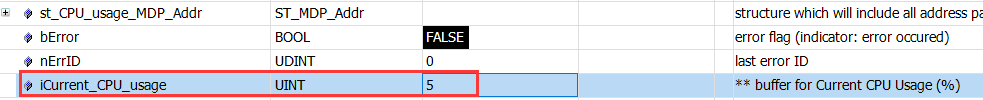 st_CPU_usage_MDP_Addr ST_MDP_Addr structure which will include all address pa
bError BOOL FALSE error flag (indicator: error occured)
nErrID UDINT 0 last error ID
iCurrent_CPU_usage UINT 5 ** buffer for Current CPU Usage (%)